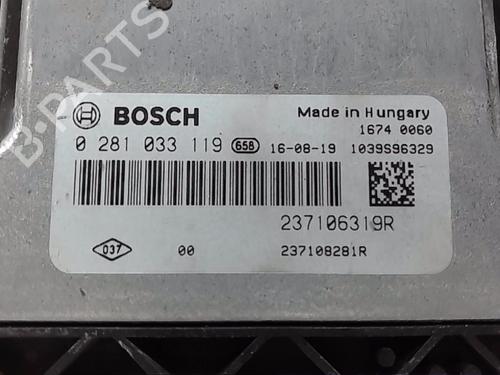 BOSCH
Made in Hungary
1674 0060
0 281 033 119 658 16-08-19 1039S96329
237106319R
037 00 237108281R
B-PARTS